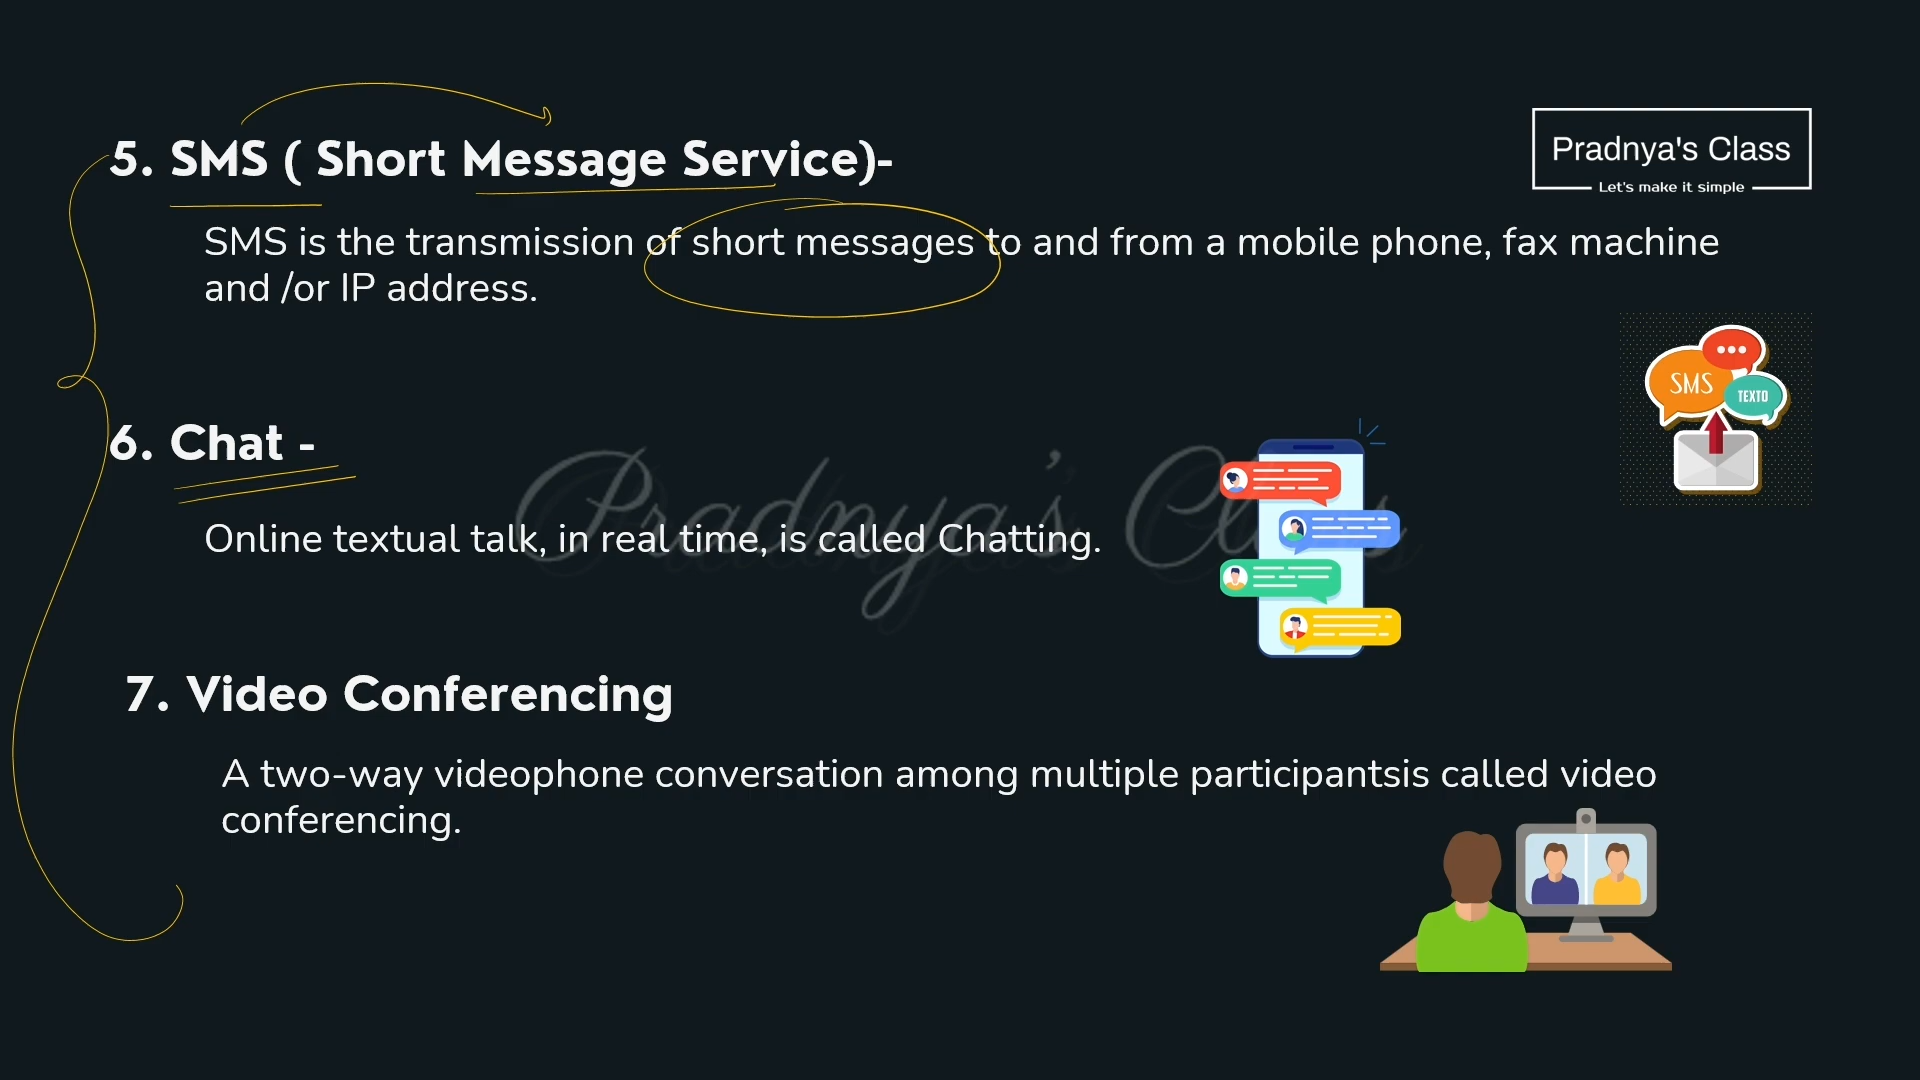 5. SMS ( Short Message Service)-
Pradnya's Class
Let's make it simple
SMS is the transmission of short messages to and from a mobile phone, fax machine
and /or IP address.
SMS
TEXTO
6. Chat -
Pradnya's Class
Online textual talk, in real time, is called Chatting.
7. Video Conferencing
A two-way videophone conversation among multiple participantsis called video
conferencing.